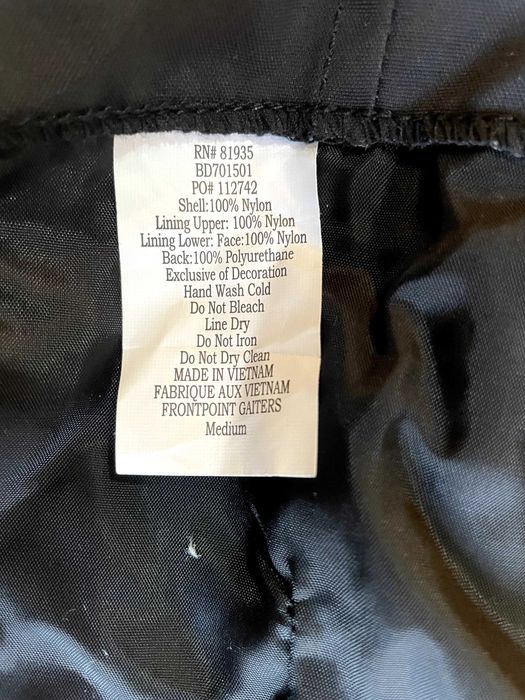 RN# 81935
BD701501
PO# 112742
Shell:100% Nylon
Lining Upper: 100% Nylon
Lining Lower: Face:100% Nylon
Back:100% Polyurethane
Exclusive of Decoration
Hand Wash Cold
Do Not Bleach
Line Dry
Do Not Iron
Do Not Dry Clean
MADE IN VIETNAM
FABRIQUE AUX VIETNAM
FRONTPOINT GAITERS
Medium